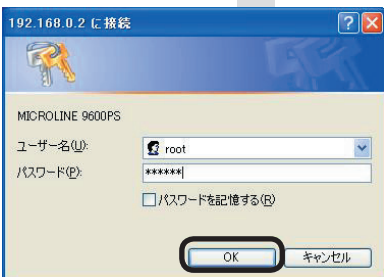 192.168.0.2 に接続
MICROLINE 9600PS
ユーザー名(U):
root
パスワード(P):
******
パスワードを記憶する(R)
OK
キャンセル